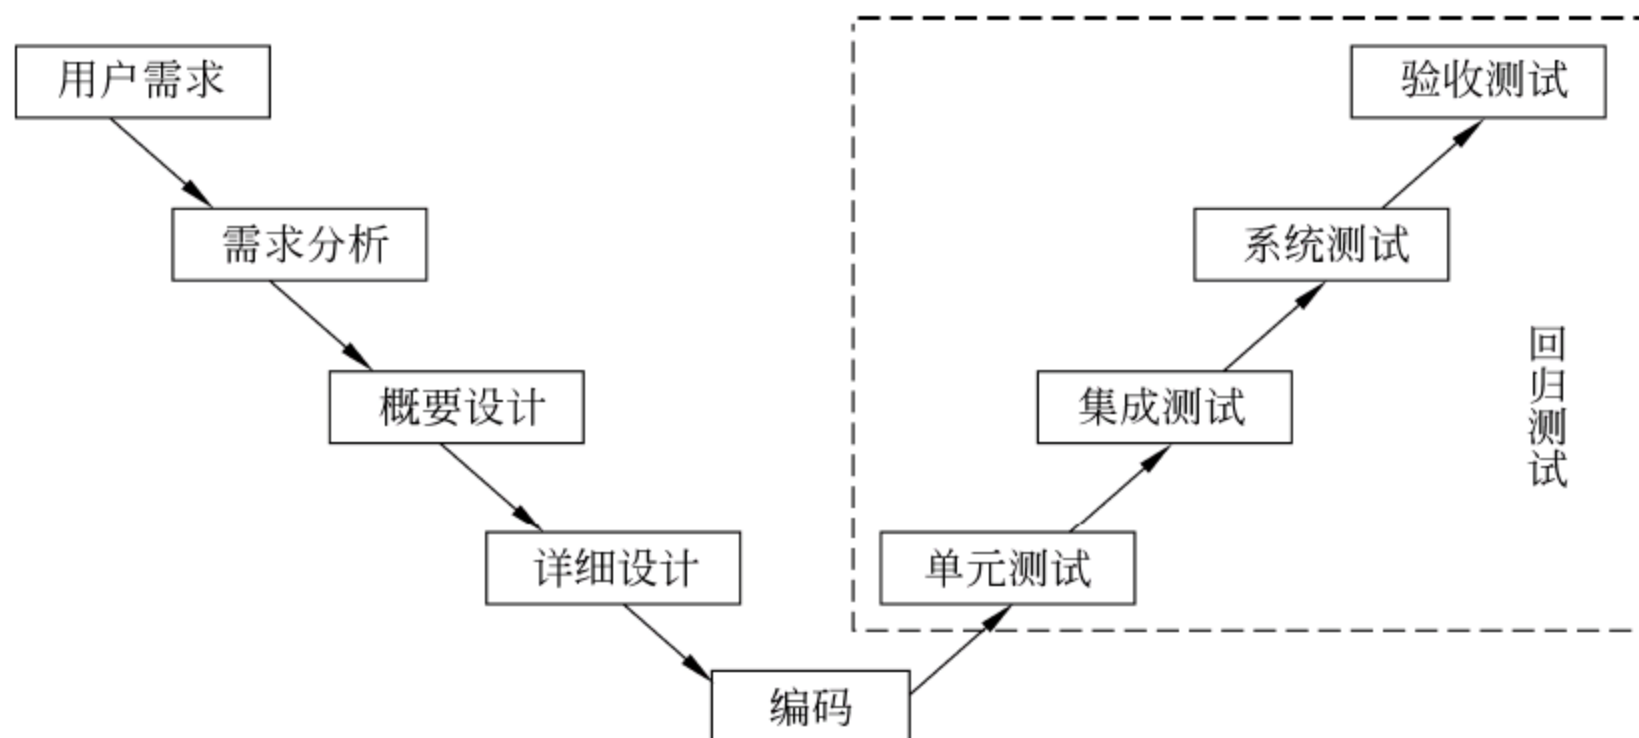 用户需求
验收测试
需求分析
系统测试
概要设计
集成测试
回归测试
详细设计
单元测试
编码